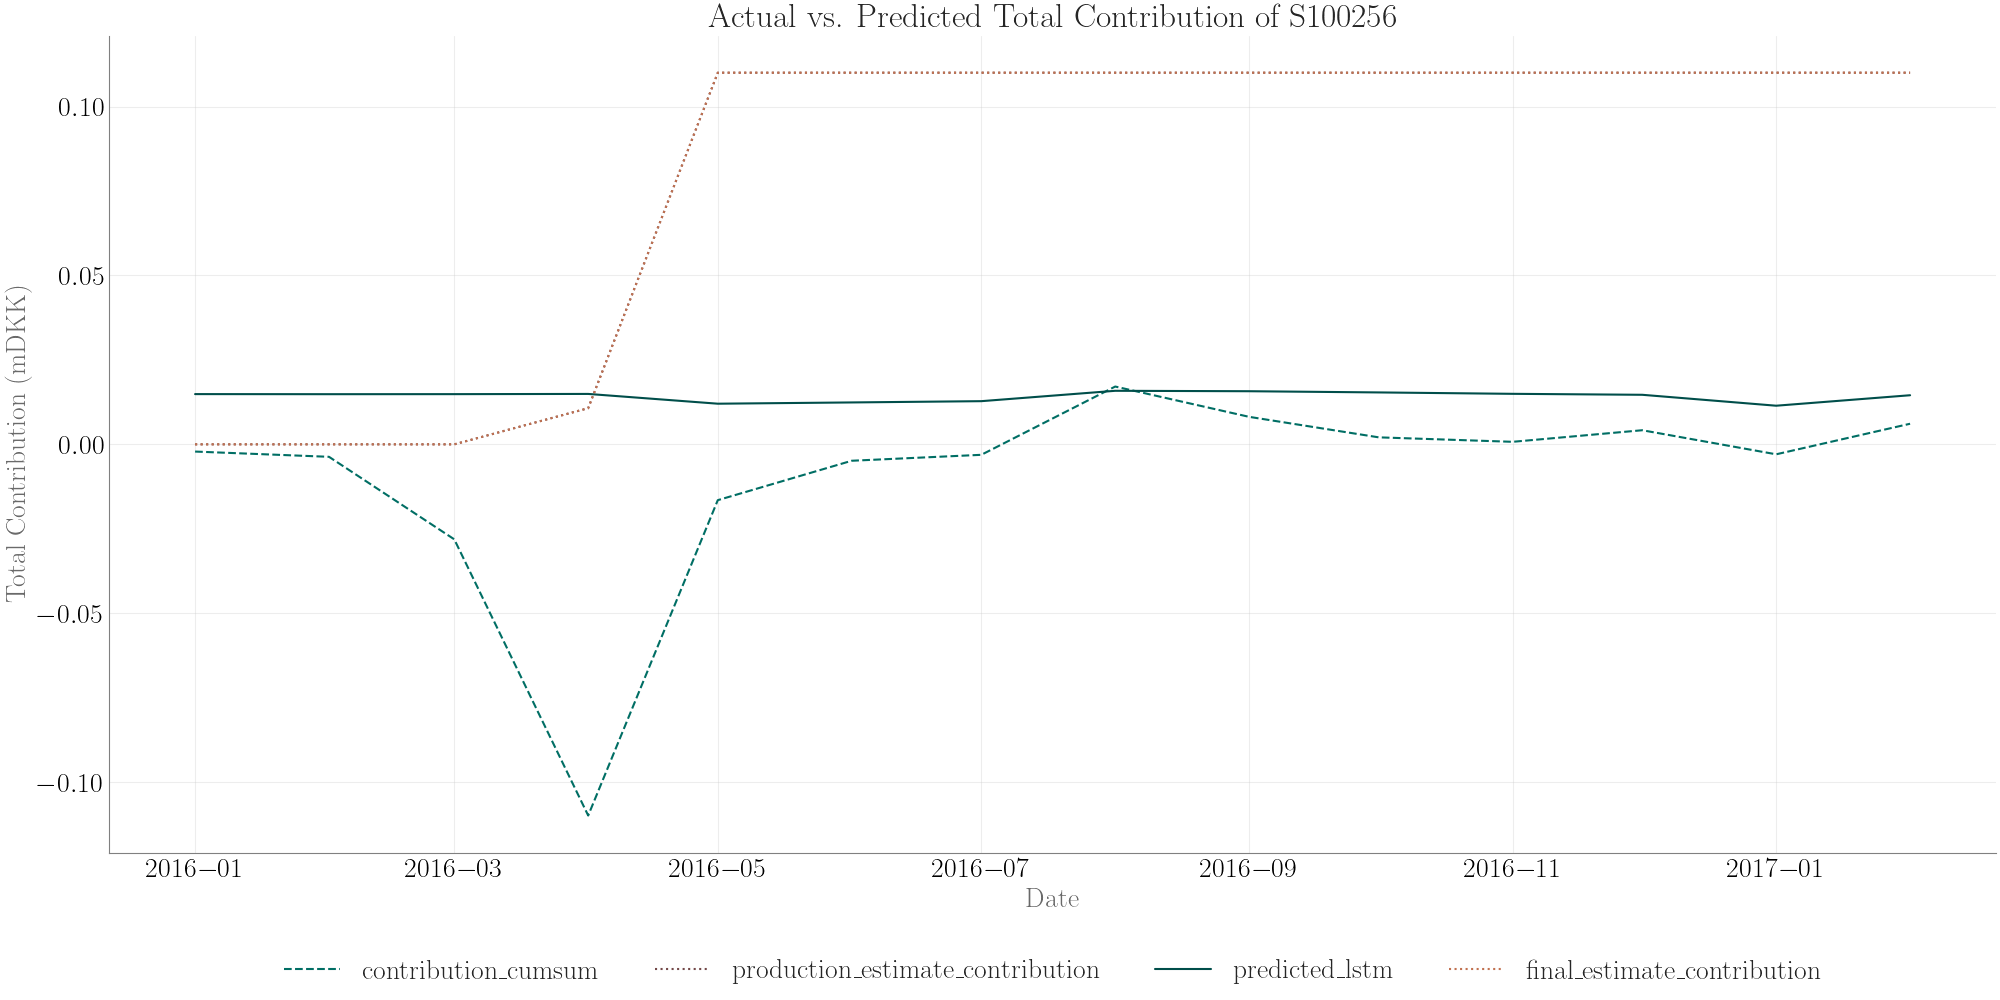 Actual vs. Predicted Total Contribution of S100256
0.10
0.05
0.00
−0.05
−0.10
Total Contribution (mDKK)
2016−01 2016−03 2016−05 2016−07 2016−09 2016−11 2017−01
Date
contribution_cumsum production_estimate_contribution predicted_lstm final_estimate_contribution